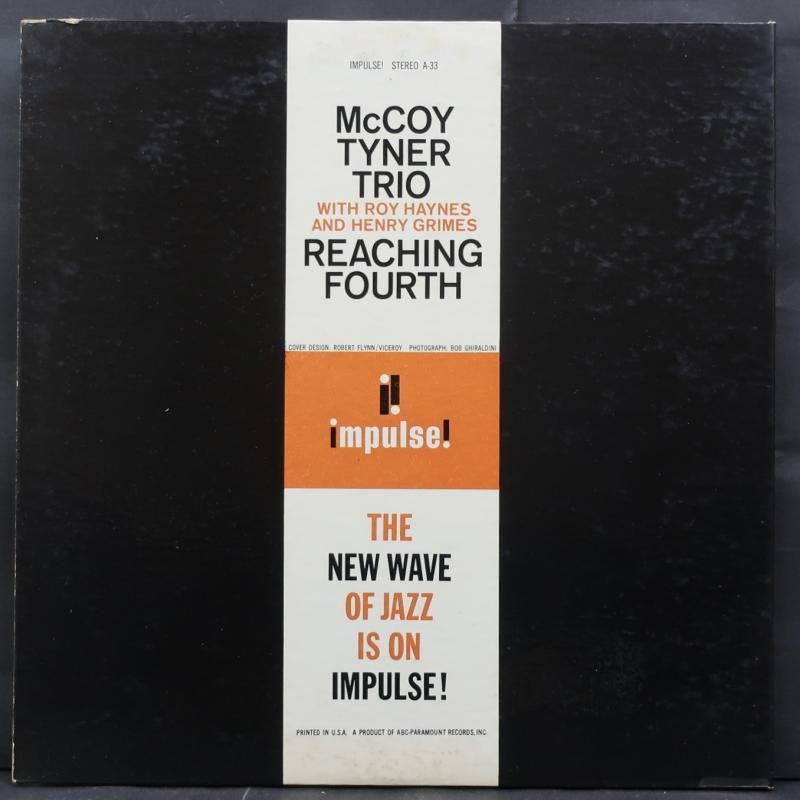 IMPULSE! STEREO A-33
McCOY
TYNER
TRIO
WITH ROY HAYNES
AND HENRY GRIMES
REACHING
FOURTH
COVER DESIGN: ROBERT FLYNN/VICEROY PHOTOGRAPH: BOB GHIRALDINI
i!
impulse!
THE
NEW WAVE
OF JAZZ
IS ON
IMPULSE!
PRINTED IN U.S.A. A PRODUCT OF ABC-PARAMOUNT RECORDS, INC.